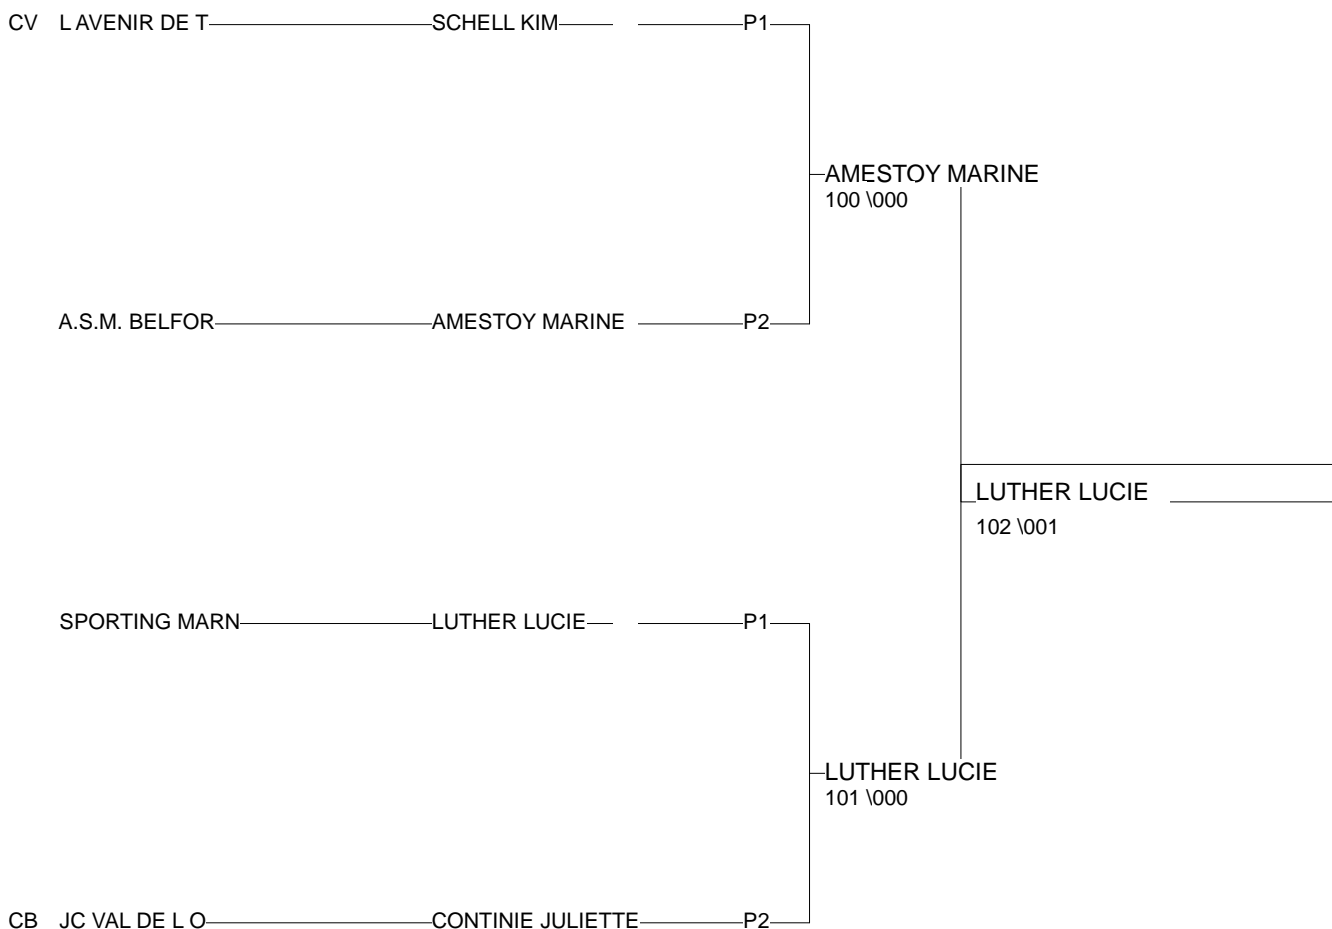 CV L AVENIR DE T SCHELL KIM P1
AMESTOY MARINE
100 \000
A.S.M. BELFOR AMESTOY MARINE P2
LUTHER LUCIE
102 \001
SPORTING MARN LUTHER LUCIE P1
LUTHER LUCIE
101 \000
CB JC VAL DE L O CONTINIE JULIETTE P2